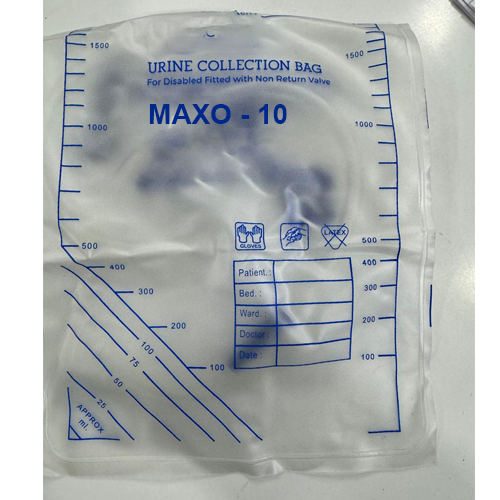 1500
1500
URINE COLLECTION BAG
For Disabled Fitted with Non Return Valve
MAXO - 10
1000
1000
GLOVES
LATEX
500
500
400
400
Patient. :
300
300
Bed. :
Ward. :
200
200
Doctor :
100
Date :
100
100
75
50
25
APPROX
ml.